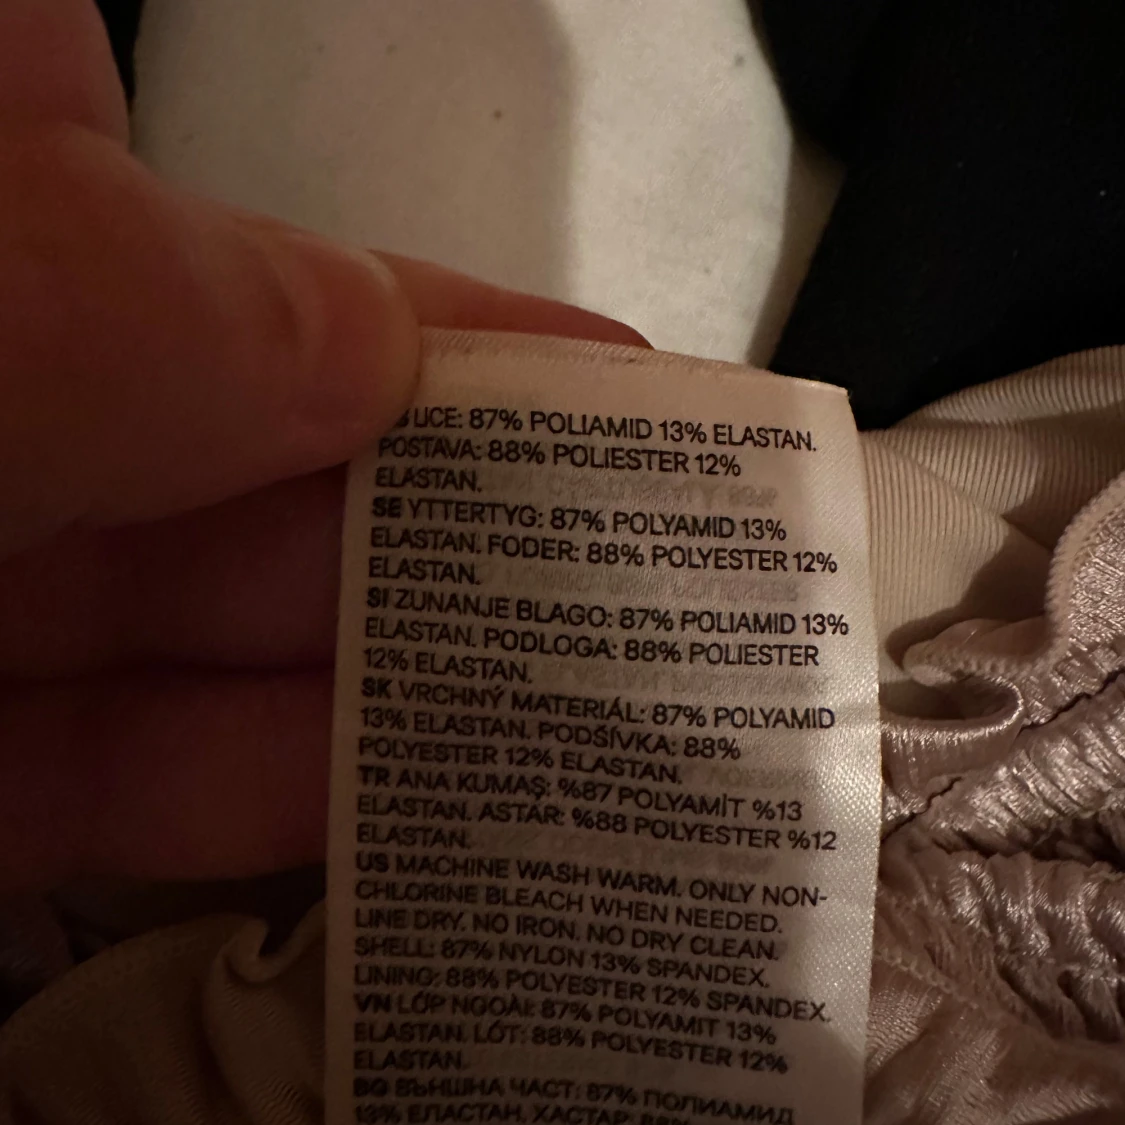 LICE: 87% POLIAMID 13% ELASTAN.
POSTAVA: 88% POLIESTER 12%
ELASTAN.
SE YTTERTYG: 87% POLYAMID 13%
ELASTAN. FODER: 88% POLYESTER 12%
ELASTAN.
SI ZUNANJE BLAGO: 87% POLIAMID 13%
ELASTAN. PODLOGA: 88% POLIESTER
12% ELASTAN.
SK VRCHNÝ MATERIÁL: 87% POLYAMID
13% ELASTAN. PODŠÍVKA: 88%
POLYESTER 12% ELASTAN.
TR ANA KUMAŞ: %87 POLYAMİT %13
ELASTAN. ASTAR: %88 POLYESTER %12
ELASTAN.
US MACHINE WASH WARM. ONLY NON-
CHLORINE BLEACH WHEN NEEDED.
LINE DRY. NO IRON. NO DRY CLEAN.
SHELL: 87% NYLON 13% SPANDEX.
LINING: 88% POLYESTER 12% SPANDEX.
VN LỚP NGOÀI: 87% POLYAMIT 13%
ELASTAN. LÓT: 88% POLYESTER 12%
ELASTAN.
BG ВЪНШНА ЧАСТ: 87% ПОЛИАМИД
13% ЕЛАСТАН. ХАСТАР: 88%